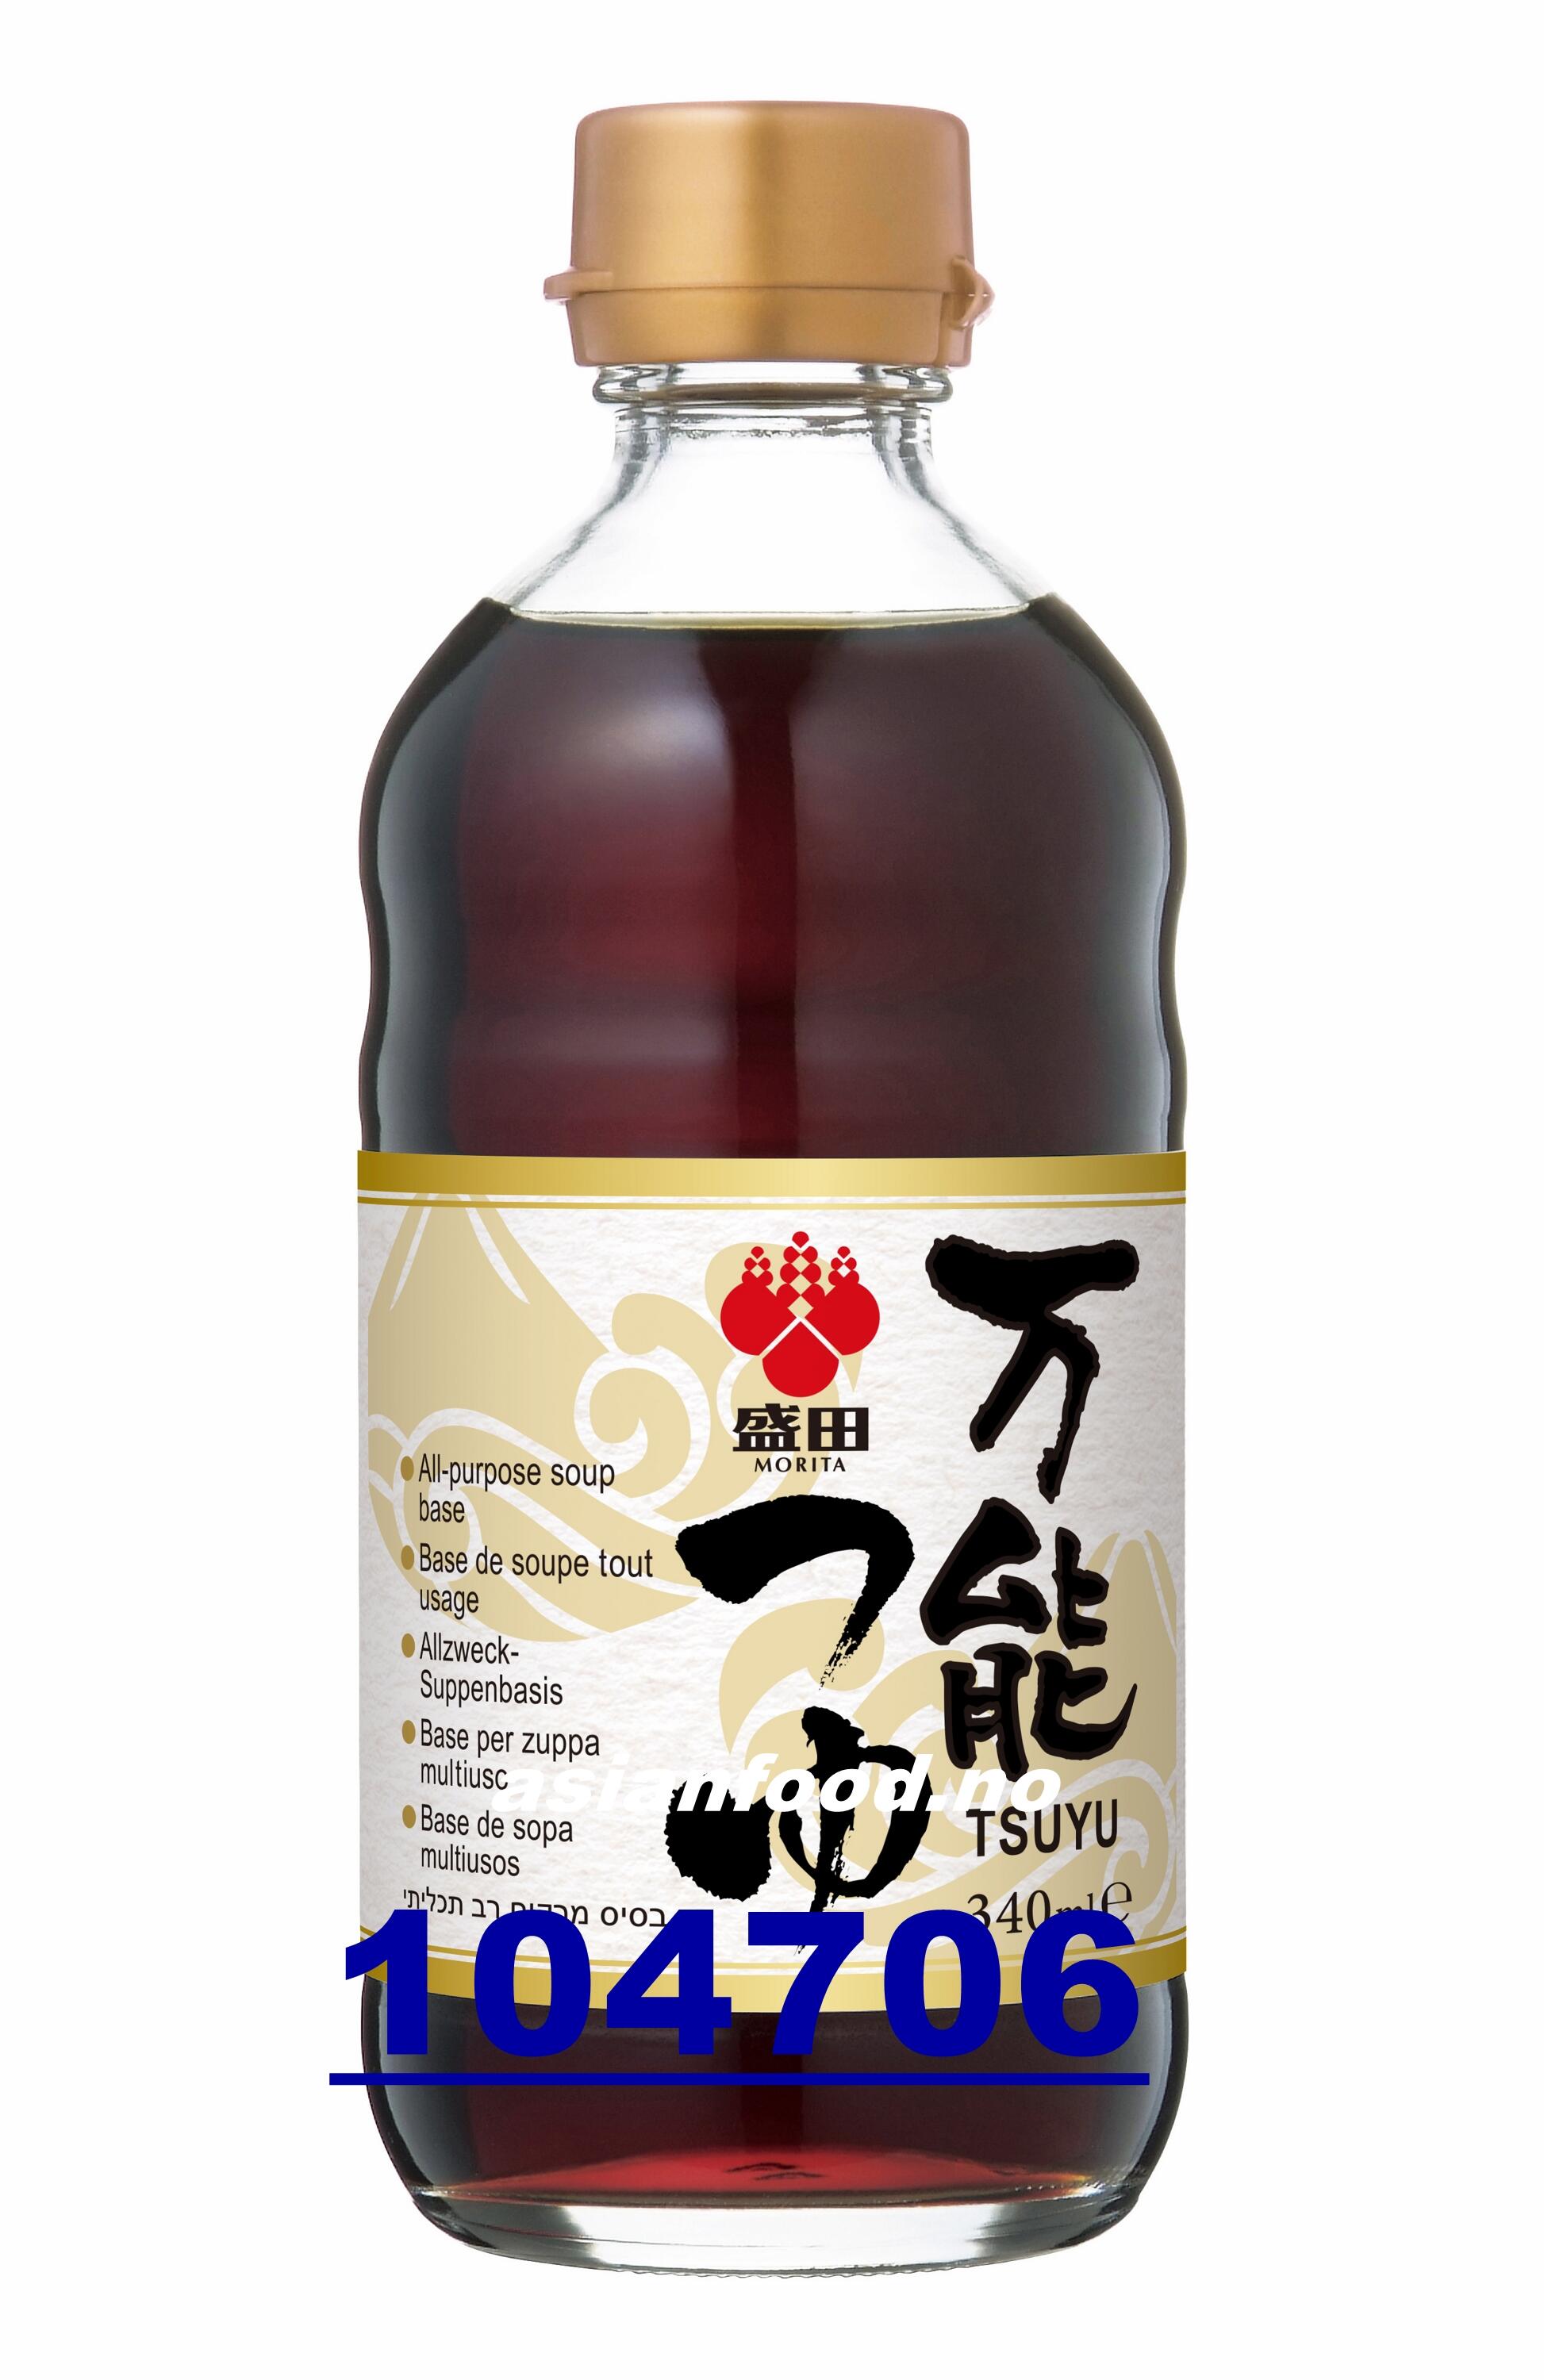 盛田
MORITA
万能
つゆ
All-purpose soup
base
Base de soupe tout
usage
Allzweck-
Suppenbasis
Base per zuppa
multiusc
Base de sopa
multiusos
בסיס מרקים רב תכליתי
TSUYU
340ml℮
asianfood.no
104706